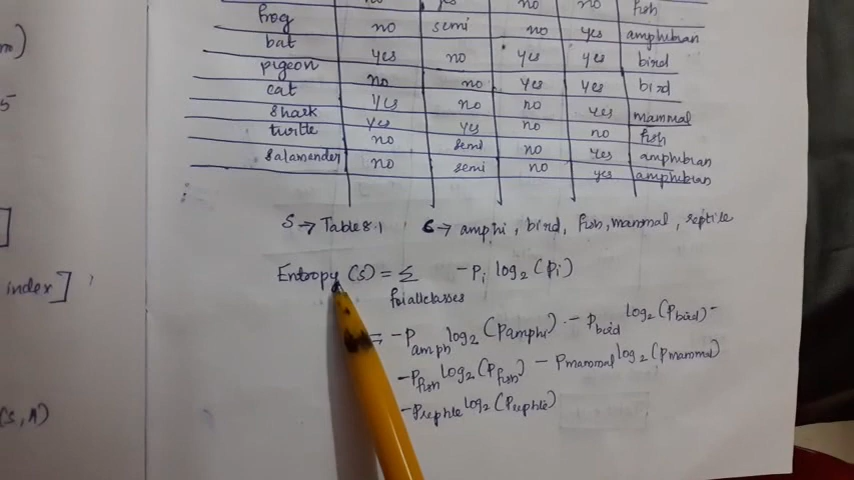 no yes no no fish
frog no semi no yes amphibian
bat yes no yes yes bird
pigeon no no yes yes bird
cat yes no no yes mammal
shark yes yes no no fish
turtle no semi no yes amphibian
salamender no semi no yes amphibian
S → Table 8.1 C → amphi, bird, fish, mammal, reptile
Entropy (S) = Σ -Pi log2 (Pi)
for all classes
= -Pamph log2 (Pamphi) - Pbird log2 (Pbird) -
-Pfish log2 (Pfish) - Pmammal log2 (Pmammal)
-Preptile log2 (Preptile)
5
index]
(S, A)